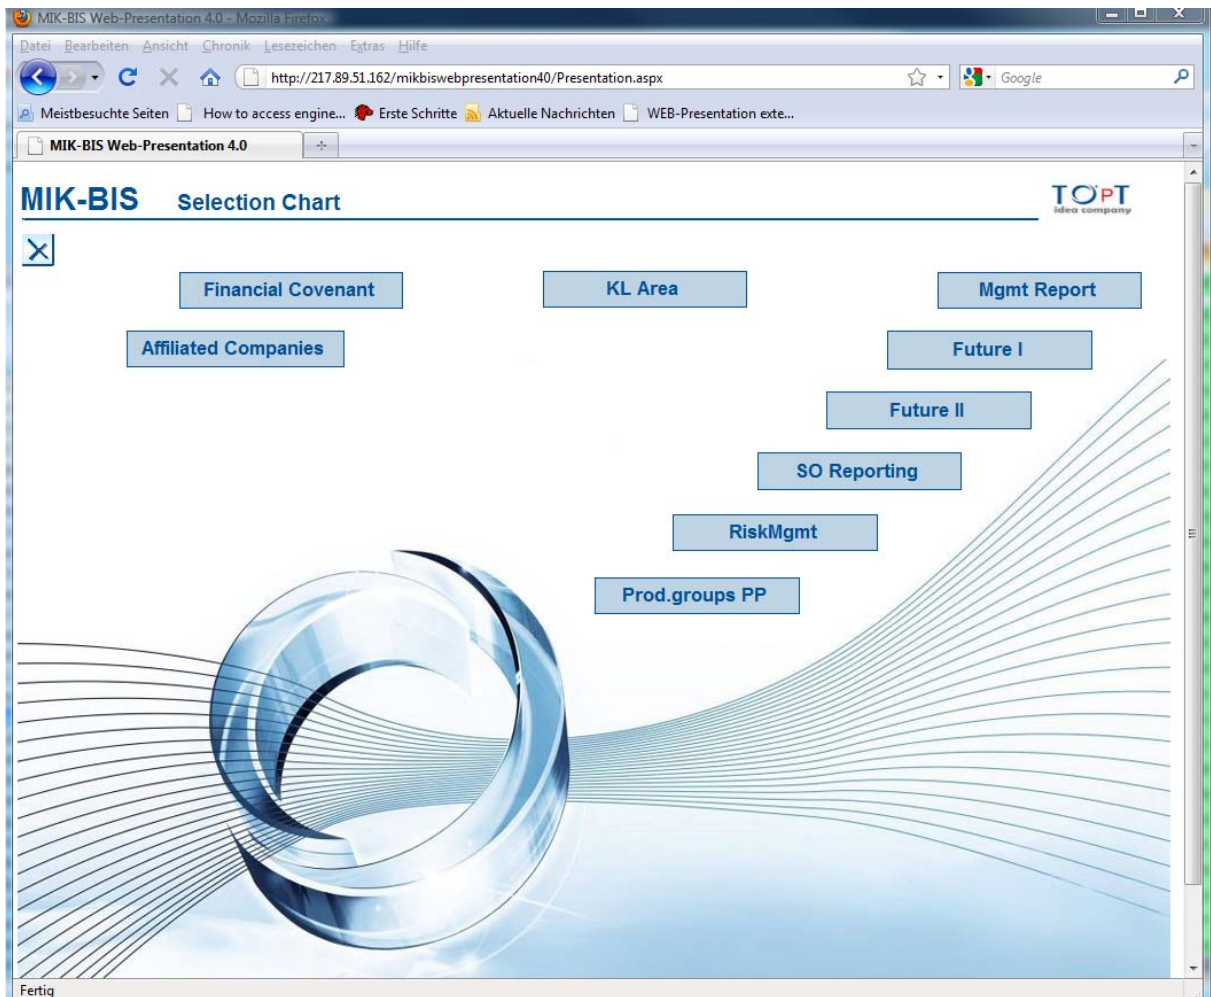 MIK-BIS Web-Presentation 4.0 - Mozilla Firefox
Datei Bearbeiten Ansicht Chronik Lesezeichen Extras Hilfe
http://217.89.51.162/mikbiswebpresentation40/Presentation.aspx Google
Meistbesuchte Seiten How to access engine... Erste Schritte Aktuelle Nachrichten WEB-Presentation exte...
MIK-BIS Web-Presentation 4.0
MIK-BIS Selection Chart TOPT
idea company
Financial Covenant KL Area Mgmt Report
Affiliated Companies Future I
Future II
SO Reporting
RiskMgmt
Prod.groups PP
Fertig